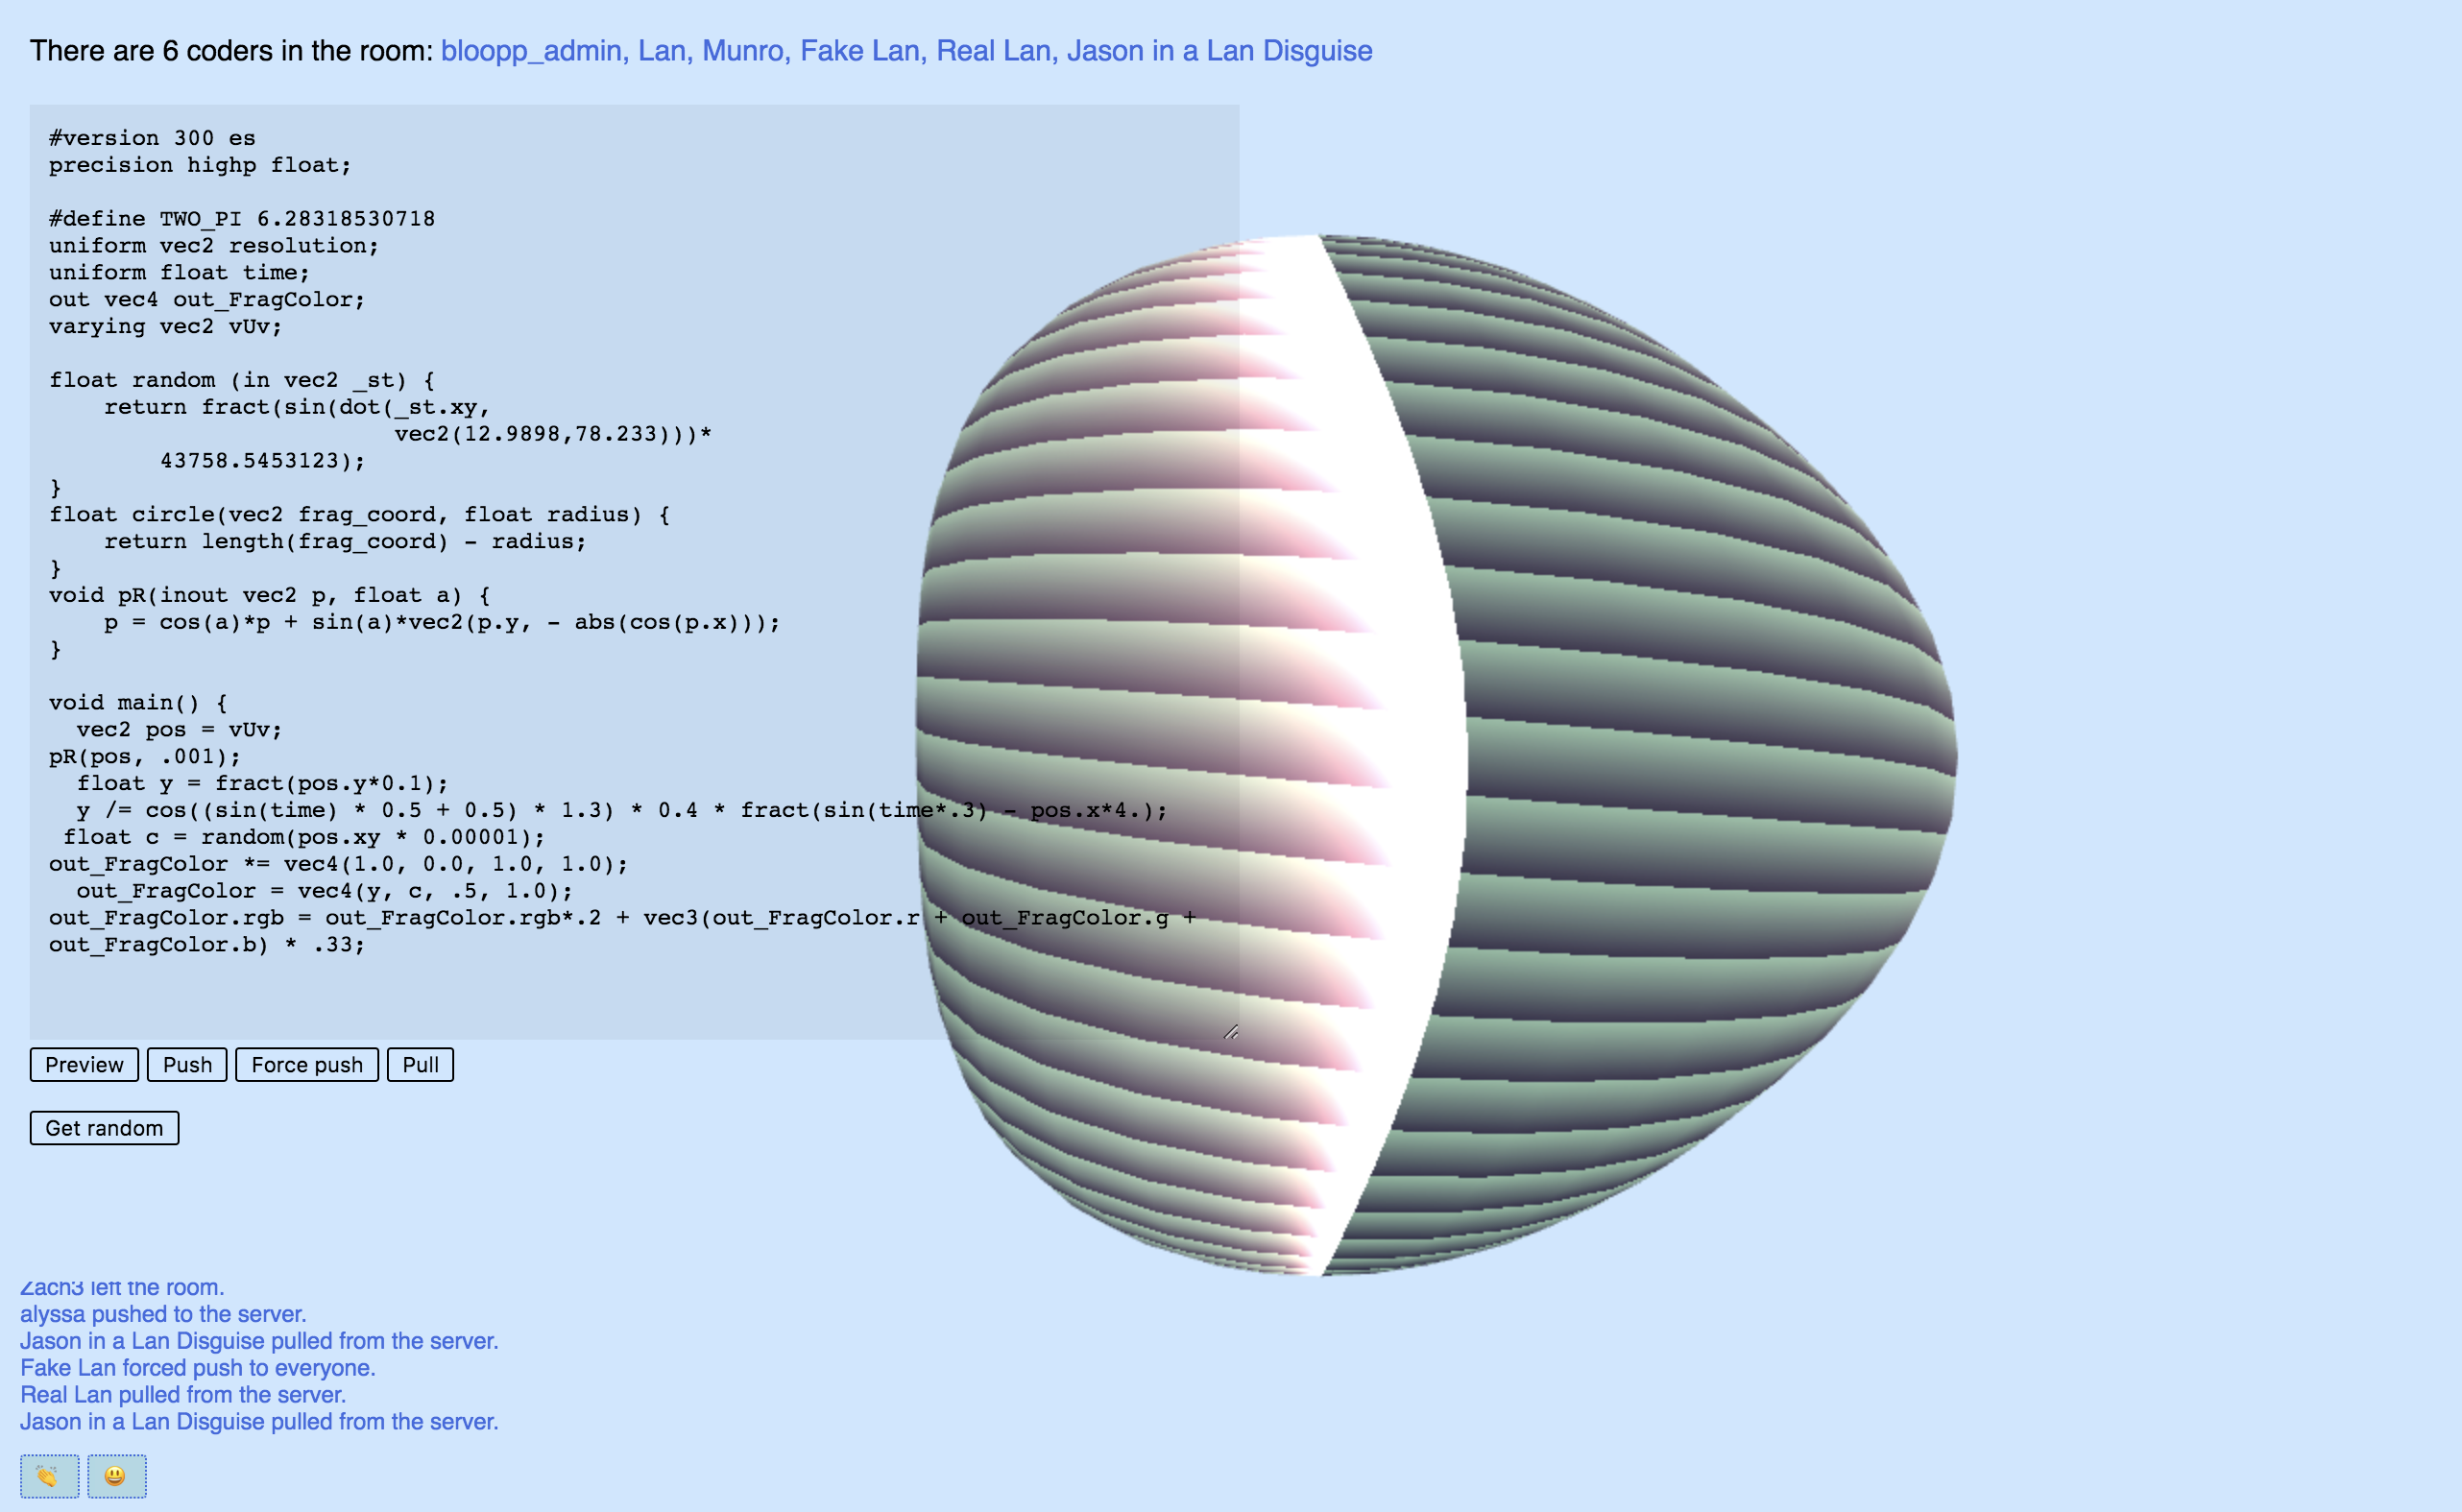 There are 6 coders in the room: bloopp_admin, Lan, Munro, Fake Lan, Real Lan, Jason in a Lan Disguise
#version 300 es
precision highp float;
#define TWO_PI 6.28318530718
uniform vec2 resolution;
uniform float time;
out vec4 out_FragColor;
varying vec2 vUv;
float random (in vec2 _st) {
    return fract(sin(dot(_st.xy,
                         vec2(12.9898,78.233)))*
        43758.5453123);
}
float circle(vec2 frag_coord, float radius) {
    return length(frag_coord) - radius;
}
void pR(inout vec2 p, float a) {
    p = cos(a)*p + sin(a)*vec2(p.y, - abs(cos(p.x)));
}
void main() {
  vec2 pos = vUv;
pR(pos, .001);
  float y = fract(pos.y*0.1);
  y /= cos((sin(time) * 0.5 + 0.5) * 1.3) * 0.4 * fract(sin(time*.3) - pos.x*4.);
 float c = random(pos.xy * 0.00001);
out_FragColor *= vec4(1.0, 0.0, 1.0, 1.0);
  out_FragColor = vec4(y, c, .5, 1.0);
out_FragColor.rgb = out_FragColor.rgb*.2 + vec3(out_FragColor.r + out_FragColor.g +
out_FragColor.b) * .33;
Preview Push Force push Pull
Get random
Zach3 left the room.
alyssa pushed to the server.
Jason in a Lan Disguise pulled from the server.
Fake Lan forced push to everyone.
Real Lan pulled from the server.
Jason in a Lan Disguise pulled from the server.